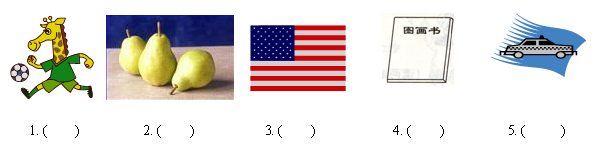 图画书
1. (      )
2. (      )
3. (      )
4. (      )
5. (      )